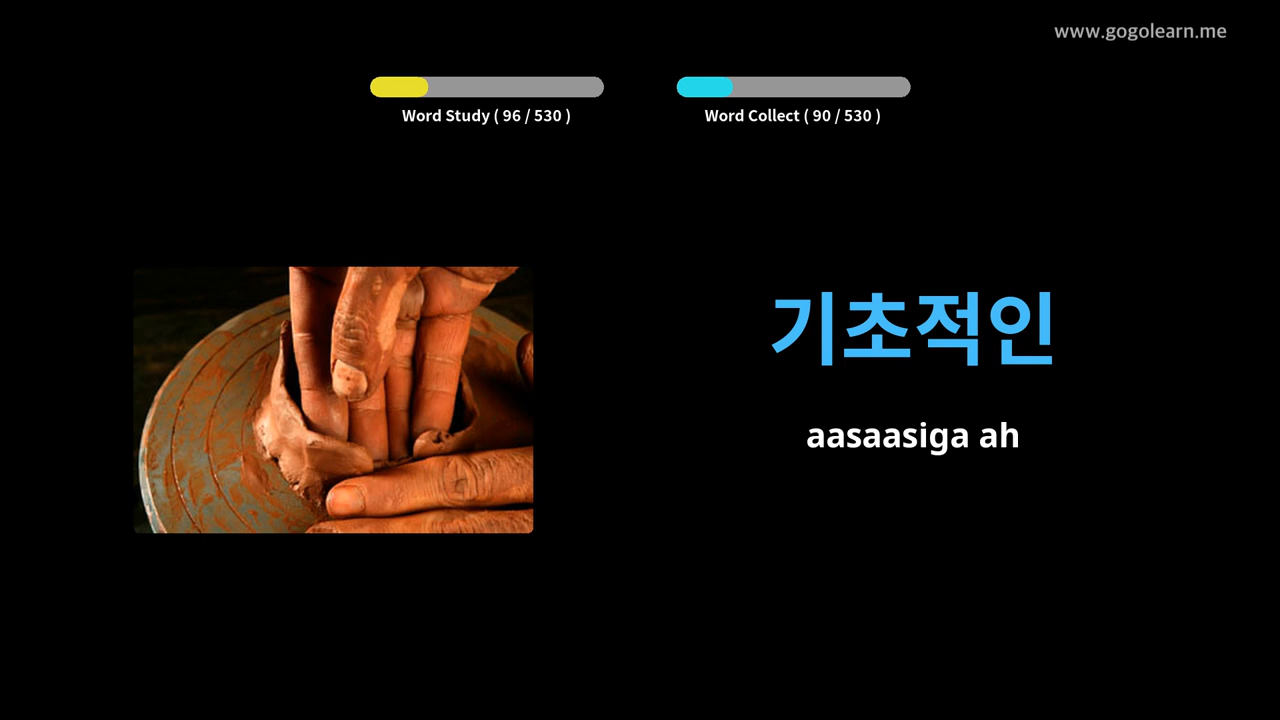 www.gogolearn.me
Word Study ( 96 / 530 )
Word Collect ( 90 / 530 )
기초적인
aasaasiga ah